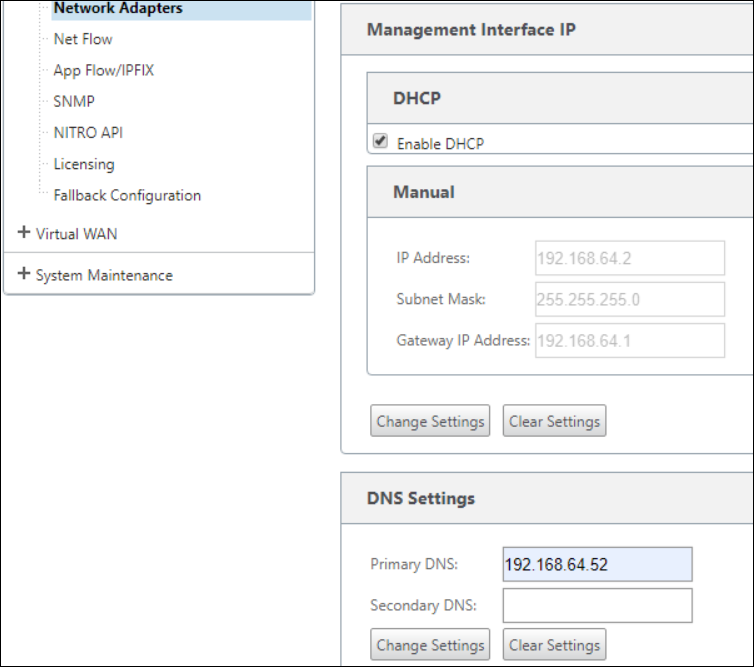 Network Adapters
Net Flow
App Flow/IPFIX
SNMP
NITRO API
Licensing
Fallback Configuration
+ Virtual WAN
+ System Maintenance
Management Interface IP
DHCP
Enable DHCP
Manual
IP Address: 192.168.64.2
Subnet Mask: 255.255.255.0
Gateway IP Address: 192.168.64.1
Change Settings Clear Settings
DNS Settings
Primary DNS: 192.168.64.52
Secondary DNS:
Change Settings Clear Settings